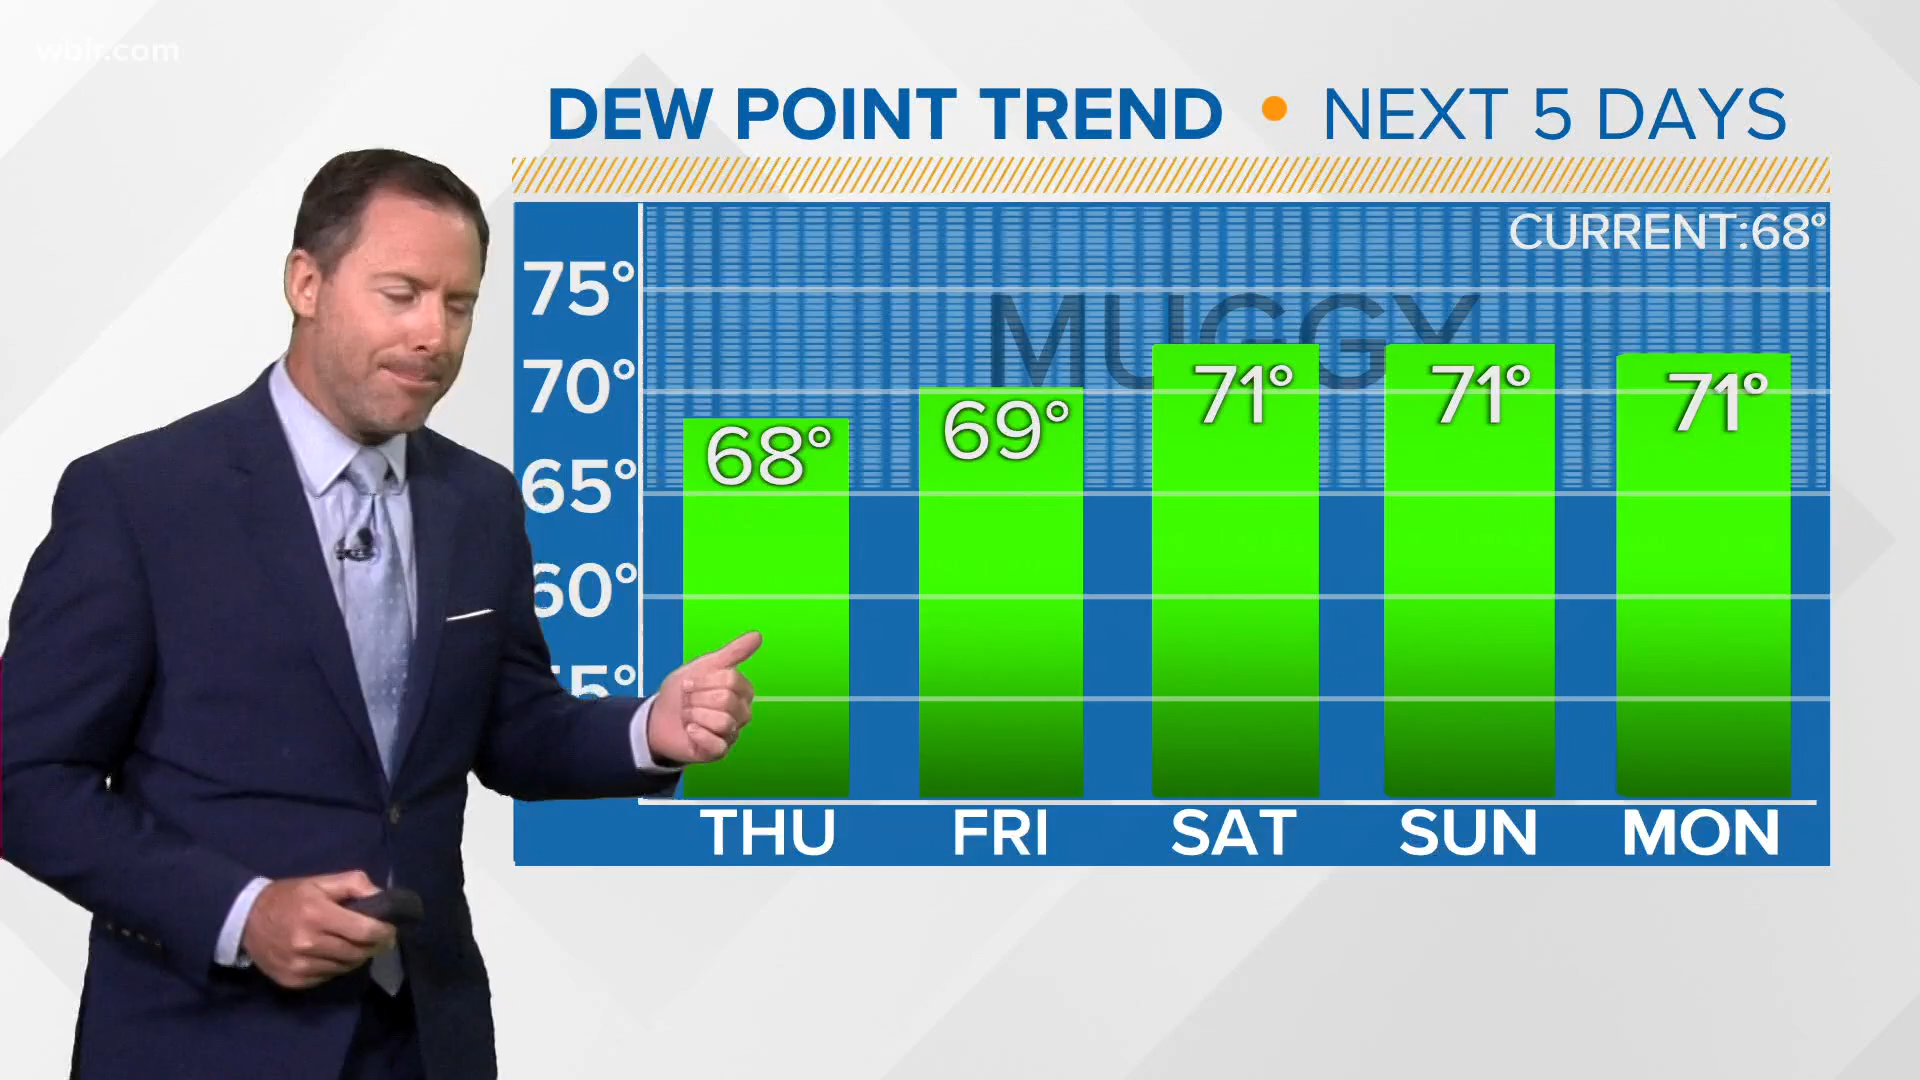 wbir.com
DEW POINT TREND • NEXT 5 DAYS
CURRENT:68°
75°
MUGGY
70°
71° 71° 71°
68° 69°
65°
60°
5°
THU FRI SAT SUN MON